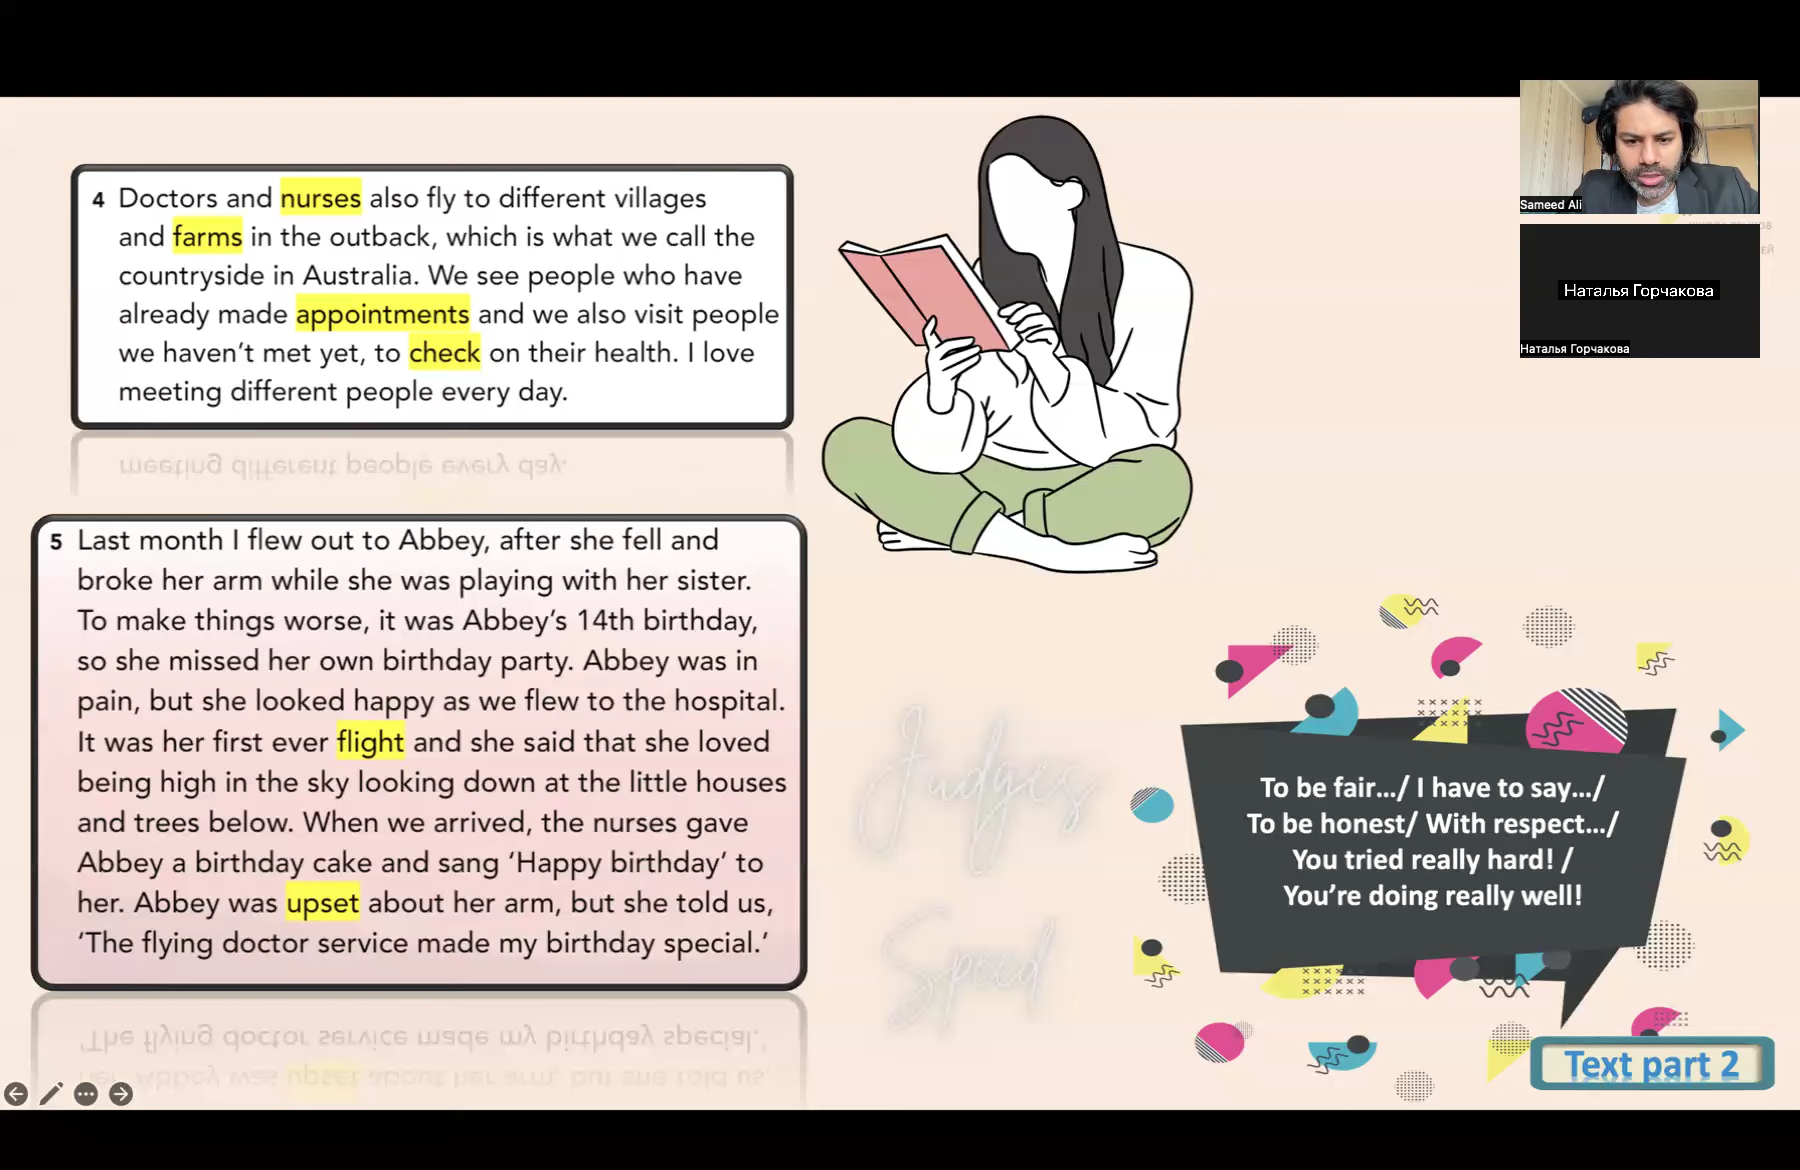 4 Doctors and nurses also fly to different villages
and farms in the outback, which is what we call the
countryside in Australia. We see people who have
already made appointments and we also visit people
we haven't met yet, to check on their health. I love
meeting different people every day.
5 Last month I flew out to Abbey, after she fell and
broke her arm while she was playing with her sister.
To make things worse, it was Abbey's 14th birthday,
so she missed her own birthday party. Abbey was in
pain, but she looked happy as we flew to the hospital.
It was her first ever flight and she said that she loved
being high in the sky looking down at the little houses
and trees below. When we arrived, the nurses gave
Abbey a birthday cake and sang ‘Happy birthday’ to
her. Abbey was upset about her arm, but she told us,
‘The flying doctor service made my birthday special.’
Judges
Speed
To be fair.../ I have to say.../
To be honest/ With respect.../
You tried really hard! /
You're doing really well!
Text part 2
Sameed Ali
Наталья Горчакова
Наталья Горчакова